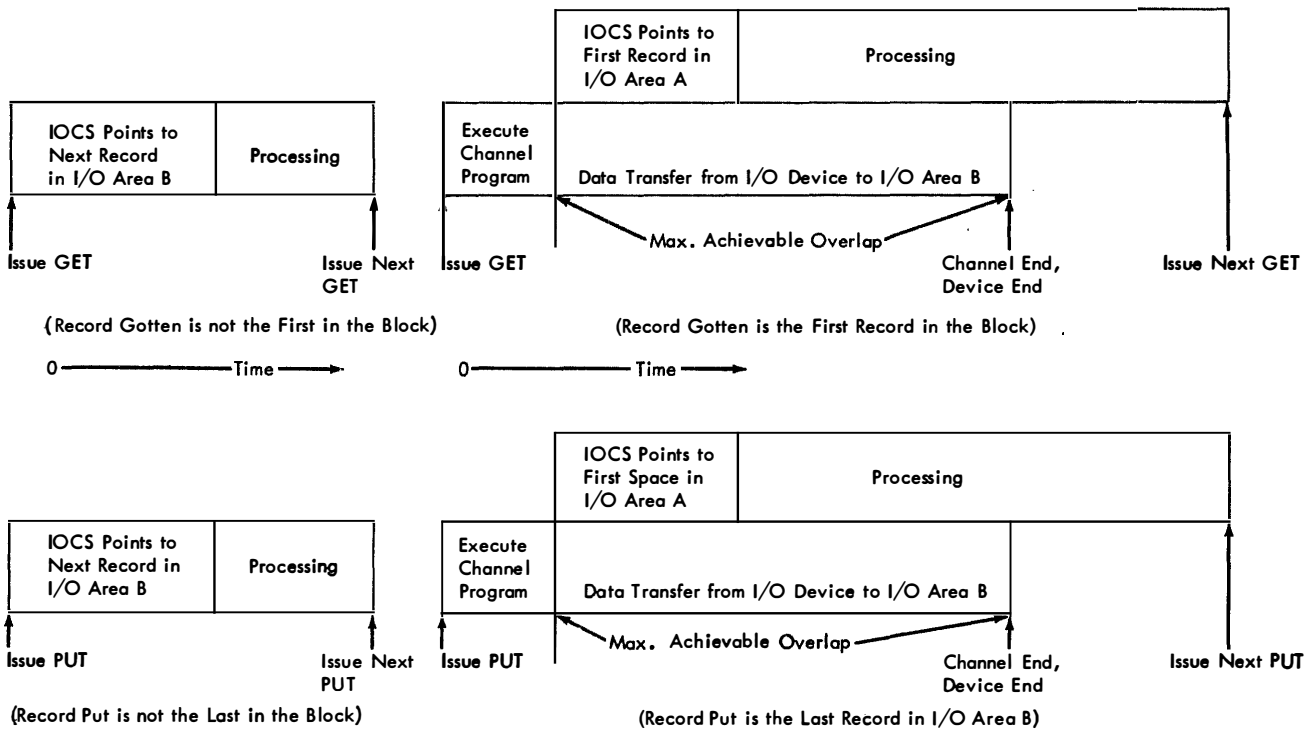 IOCS Points to
First Record in
I/O Area A
Processing
IOCS Points to
Next Record
in I/O Area B
Processing
Execute
Channel
Program
Data Transfer from I/O Device to I/O Area B
Max. Achievable Overlap
Issue GET
Issue Next
GET
Issue GET
Channel End,
Device End
Issue Next GET
(Record Gotten is not the First in the Block)
(Record Gotten is the First Record in the Block)
0 Time
0 Time
IOCS Points to
First Space in
I/O Area A
Processing
IOCS Points to
Next Record in
I/O Area B
Processing
Execute
Channel
Program
Data Transfer from I/O Device to I/O Area B
Max. Achievable Overlap
Issue PUT
Issue Next
PUT
Issue PUT
Channel End,
Device End
Issue Next PUT
(Record Put is not the Last in the Block)
(Record Put is the Last Record in I/O Area B)